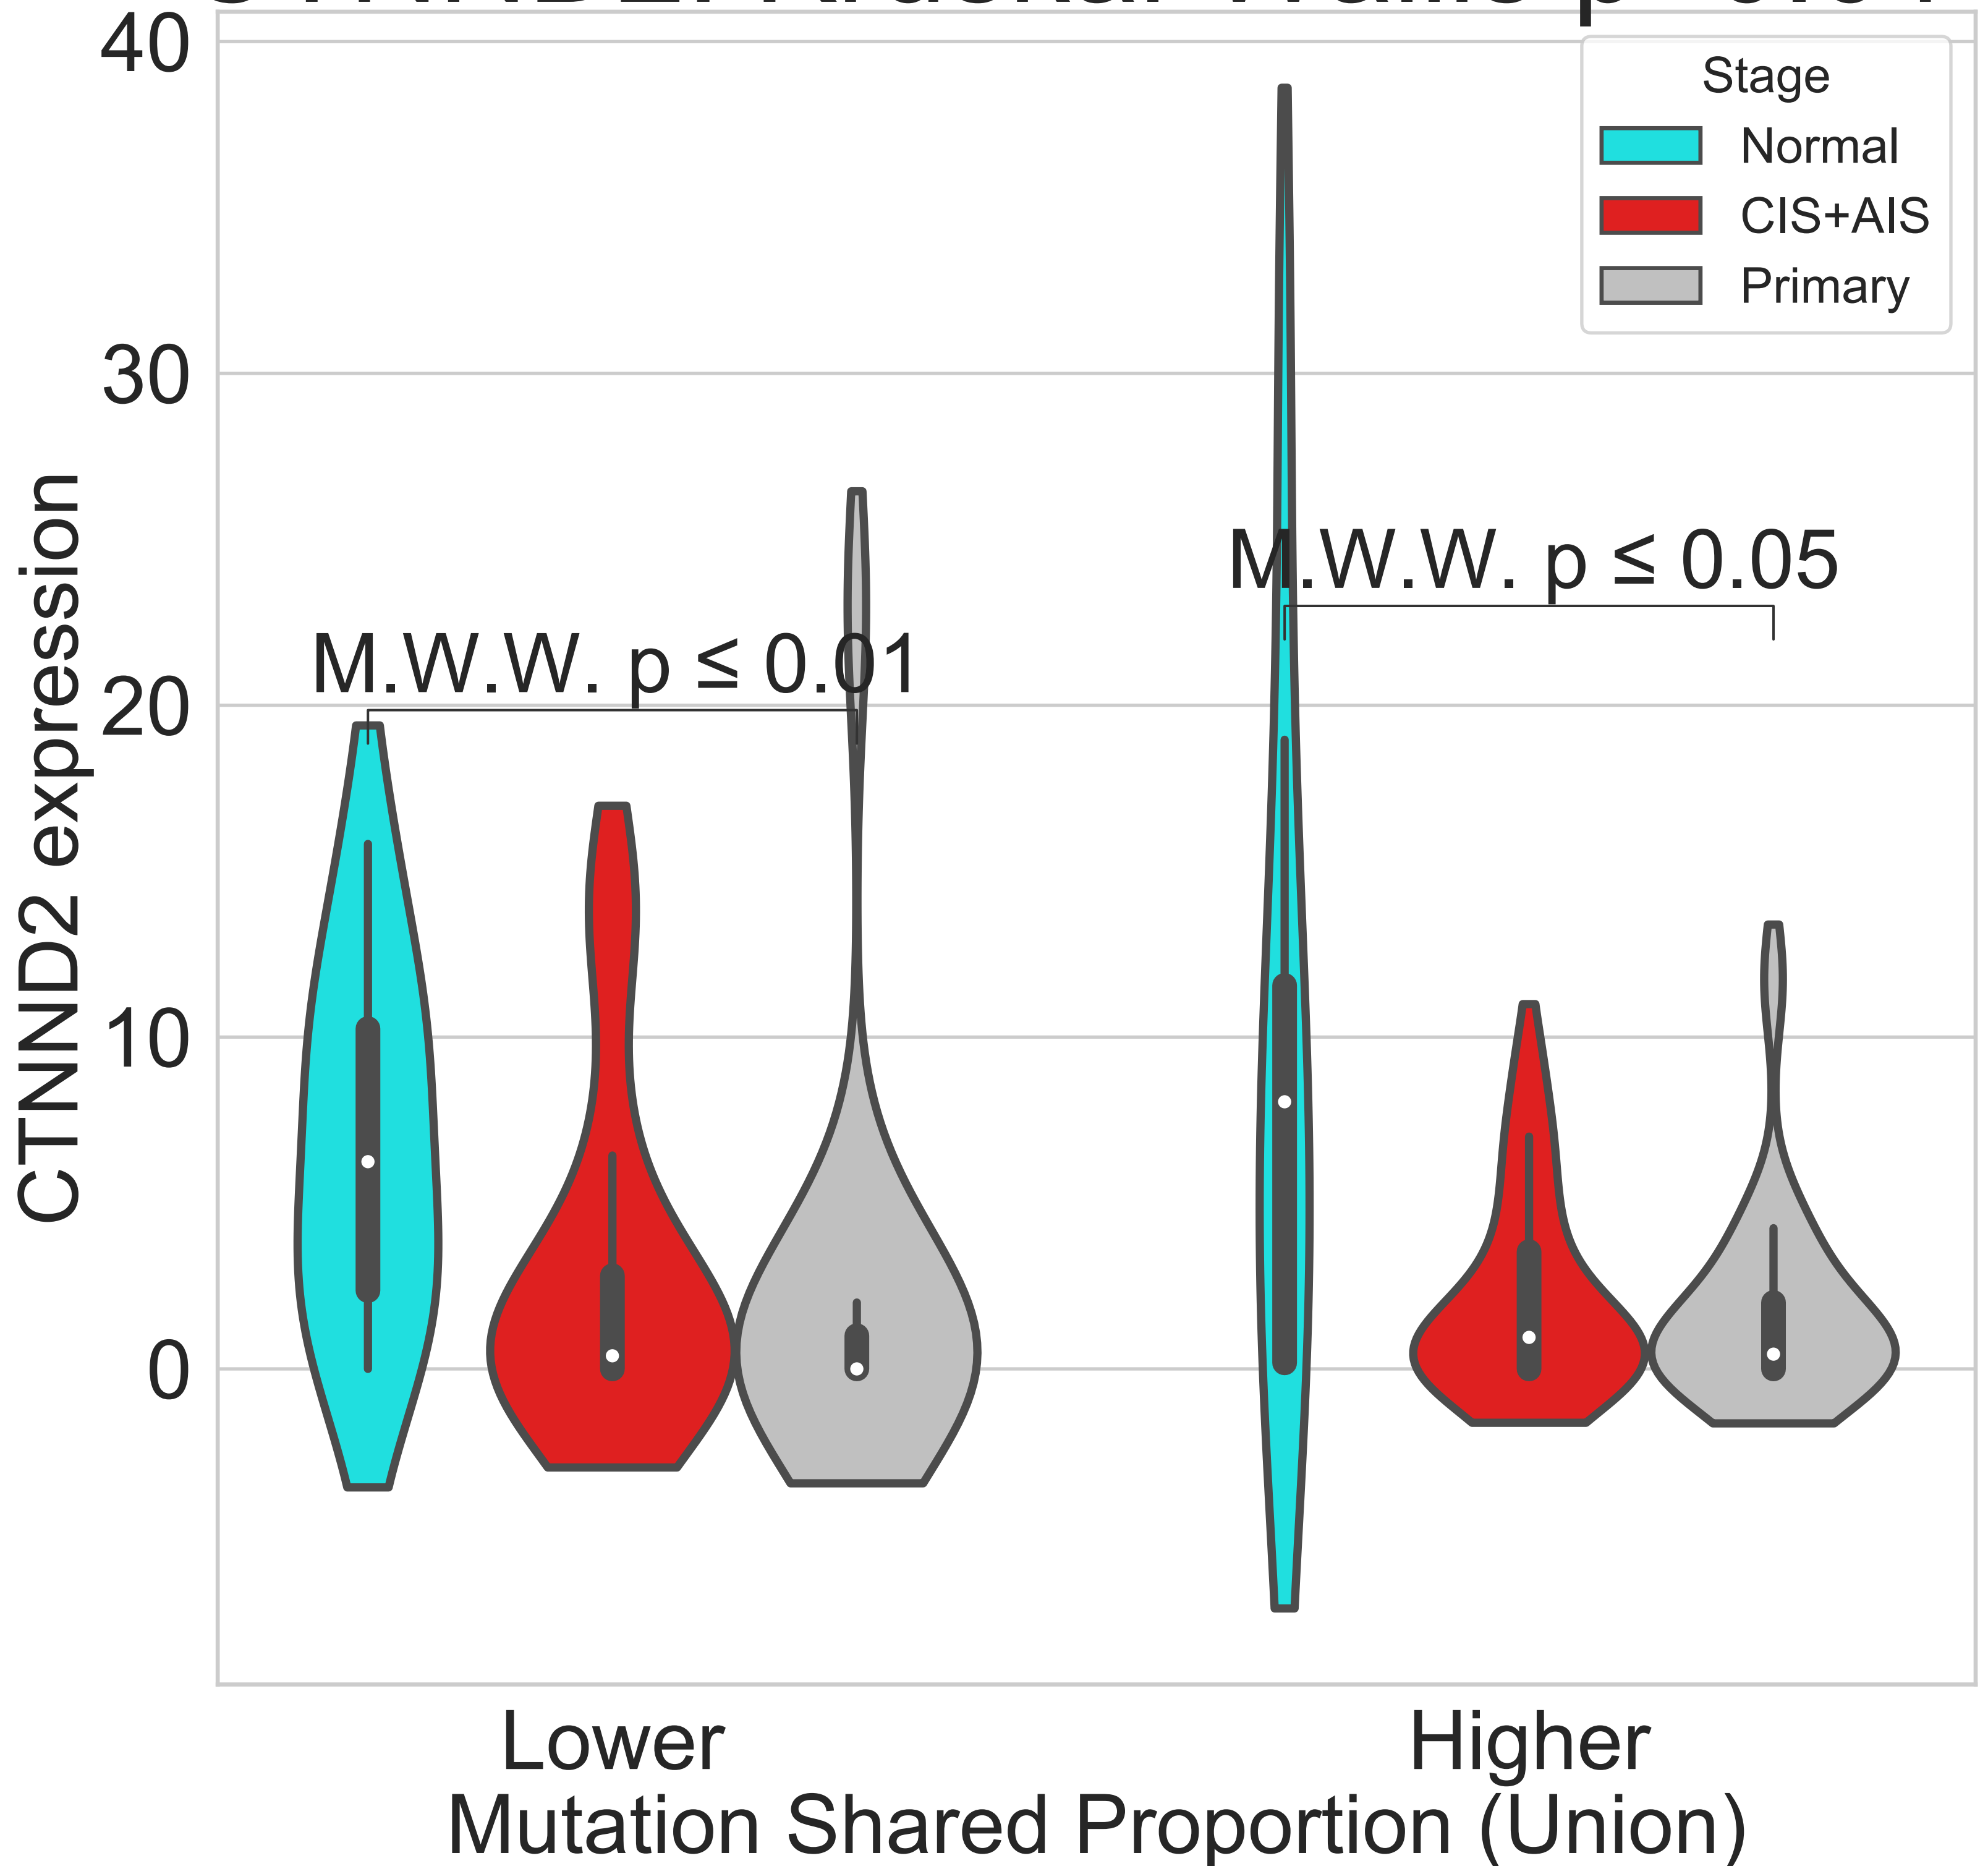 40
Stage
Normal
CIS+AIS
Primary
30
M.W.W. p ≤ 0.05
M.W.W. p ≤ 0.01
20
10
0
CTNND2 expression
Lower
Higher
Mutation Shared Proportion (Union)